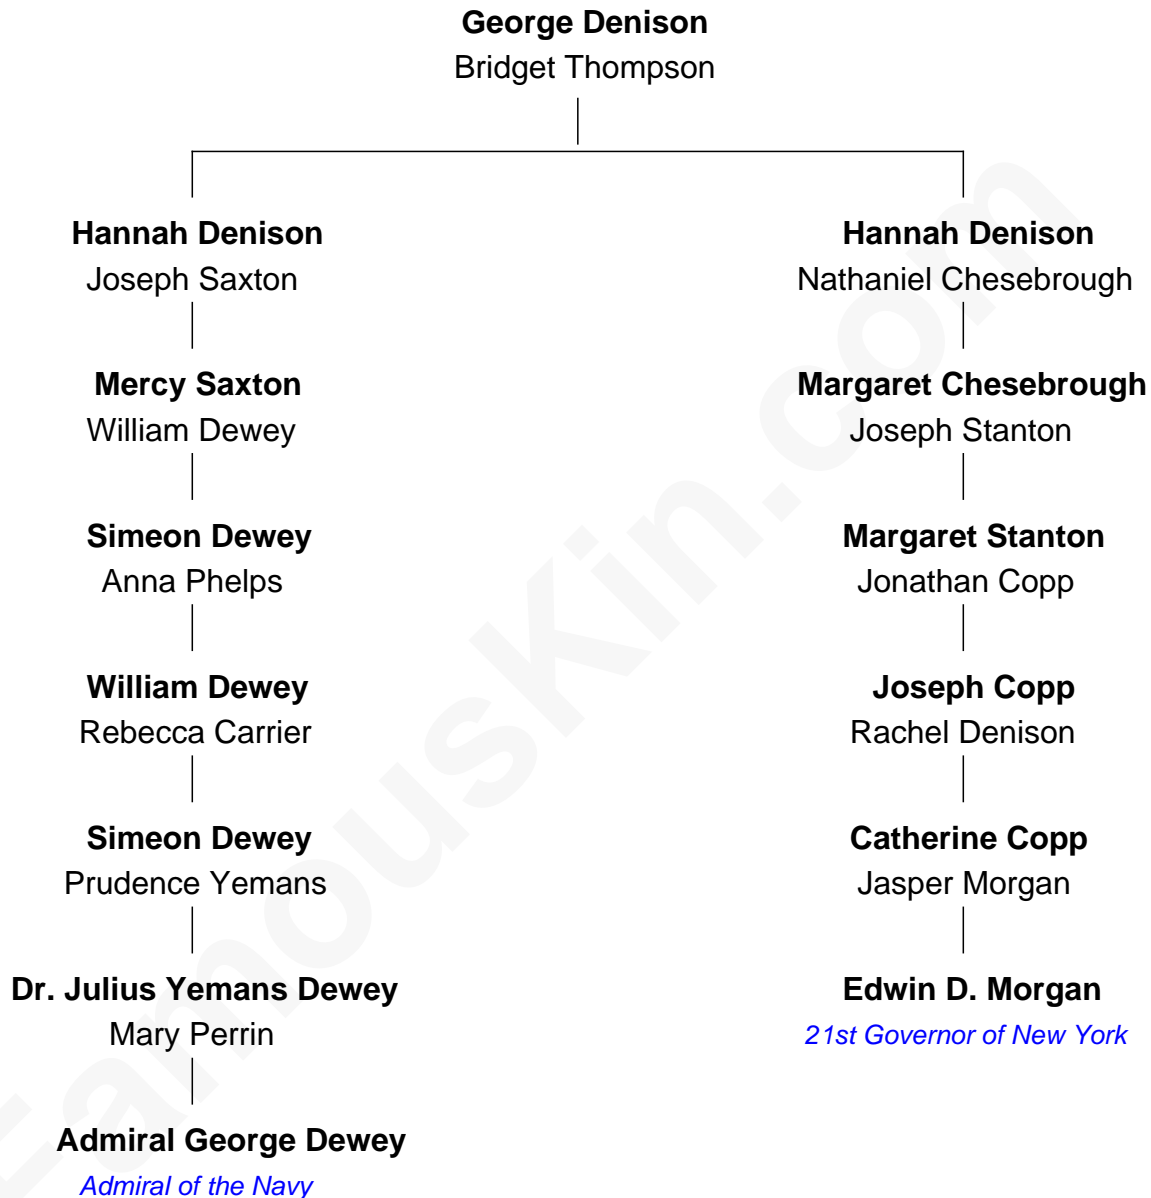 George Denison
Bridget Thompson
Hannah Denison
Joseph Saxton
Hannah Denison
Nathaniel Chesebrough
Mercy Saxton
William Dewey
Margaret Chesebrough
Joseph Stanton
Simeon Dewey
Anna Phelps
Margaret Stanton
Jonathan Copp
William Dewey
Rebecca Carrier
Joseph Copp
Rachel Denison
Simeon Dewey
Prudence Yemans
Catherine Copp
Jasper Morgan
Dr. Julius Yemans Dewey
Mary Perrin
Edwin D. Morgan
21st Governor of New York
Admiral George Dewey
Admiral of the Navy
FamousKin.com